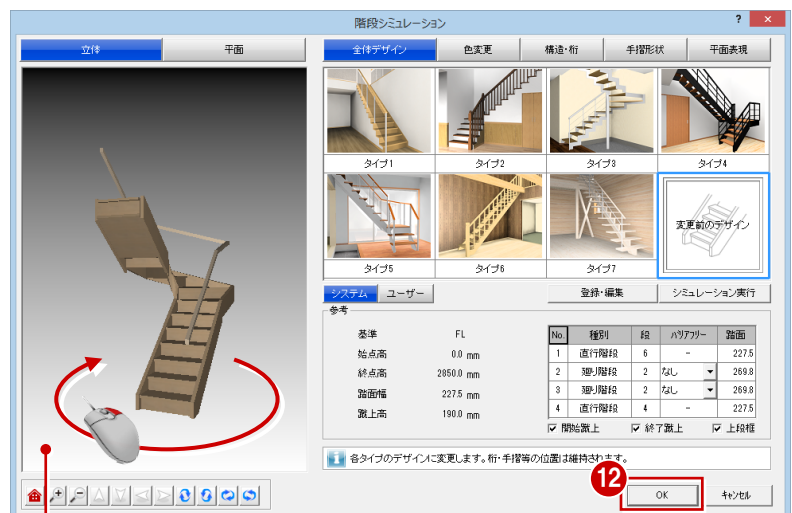 階段シミュレーション
?
×
立体 平面
全体デザイン 色変更 構造・桁 手摺形状 平面表現
タイプ1 タイプ2 タイプ3 タイプ4
変更前のデザイン
タイプ5 タイプ6 タイプ7
システム ユーザー 登録・編集 シミュレーション実行
参考
基準 FL
始点高 0.0 mm
終点高 2850.0 mm
踏面幅 227.5 mm
蹴上高 190.0 mm
No. 種別 段 バリアフリー 踏面
1 直行階段 6 - 227.5
2 廻り階段 2 なし 269.8
3 廻り階段 2 なし 269.8
4 直行階段 4 - 227.5
開始蹴上 終了蹴上 上段框
各タイプのデザインに変更します。桁・手摺等の位置は維持されます。
12
OK キャンセル